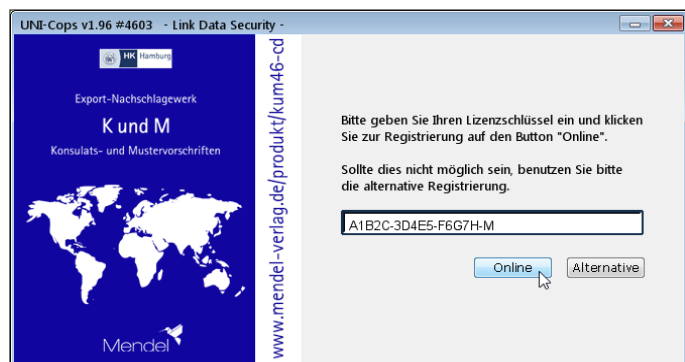 UNI-Cops v1.96 #4603   - Link Data Security -
HK Hamburg
Export-Nachschlagewerk
K und M
Konsulats- und Mustervorschriften
Mendel
www.mendel-verlag.de/produkt/kum46-cd
Bitte geben Sie Ihren Lizenzschlüssel ein und klicken
Sie zur Registrierung auf den Button "Online".
Sollte dies nicht möglich sein, benutzen Sie bitte
die alternative Registrierung.
A1B2C-3D4E5-F6G7H-M
Online
Alternative